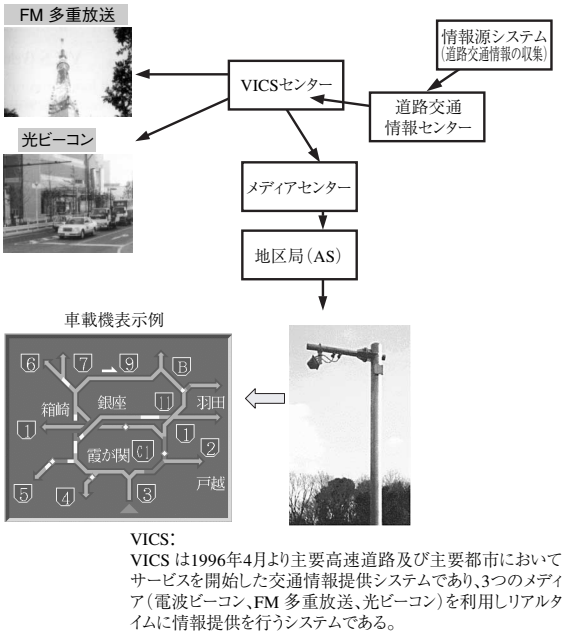 FM 多重放送
情報源システム
(道路交通情報の収集)
VICSセンター
道路交通
情報センター
光ビーコン
メディアセンター
地区局(AS)
車載機表示例
6
7
9
B
箱崎
銀座
11
羽田
1
霞が関
C1
1
2
5
4
3
戸越
VICS:
VICS は1996年4月より主要高速道路及び主要都市において
サービスを開始した交通情報提供システムであり、3つのメディ
ア(電波ビーコン、FM 多重放送、光ビーコン)を利用しリアルタ
イムに情報提供を行うシステムである。